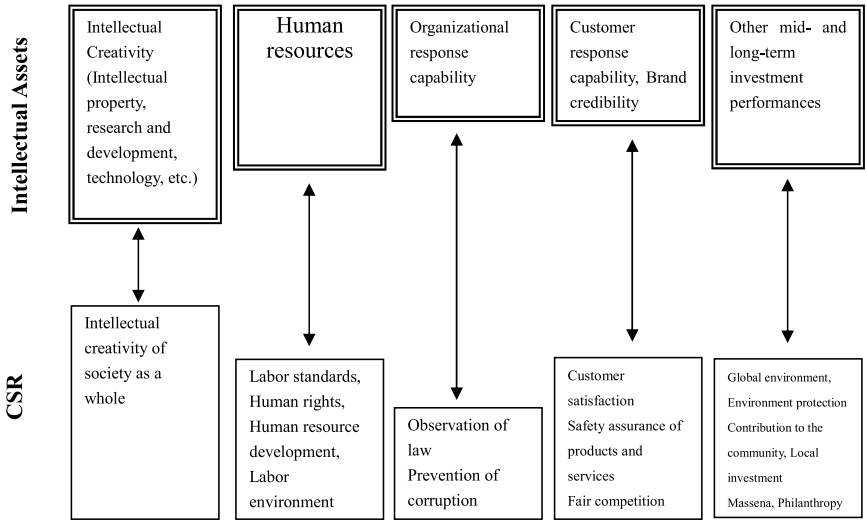 Intellectual Assets
Intellectual
Creativity
(Intellectual
property,
research and
development,
technology, etc.)
Human
resources
Organizational
response
capability
Customer
response
capability, Brand
credibility
Other mid- and
long-term
investment
performances
CSR
Intellectual
creativity of
society as a
whole
Labor standards,
Human rights,
Human resource
development,
Labor
environment
Observation of
law
Prevention of
corruption
Customer
satisfaction
Safety assurance of
products and
services
Fair competition
Global environment,
Environment protection
Contribution to the
community, Local
investment
Massena, Philanthropy